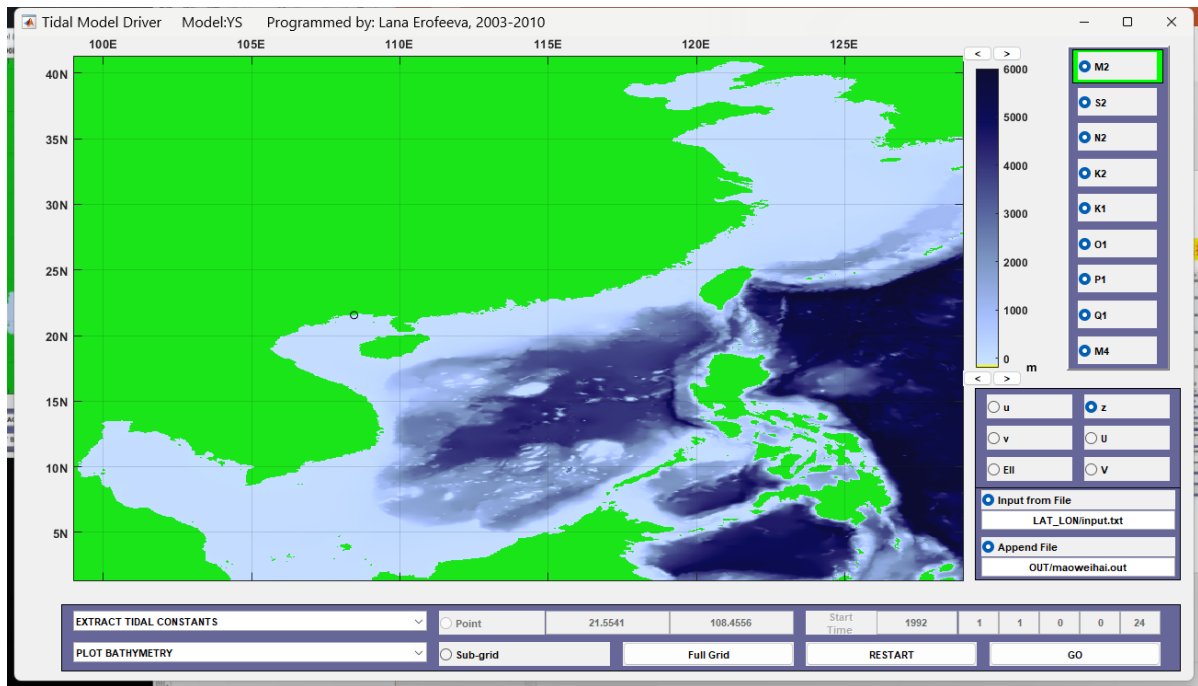 Tidal Model Driver Model:YS Programmed by: Lana Erofeeva, 2003-2010
100E 105E 110E 115E 120E 125E
40N
35N
30N
25N
20N
15N
10N
5N
< >
6000
5000
4000
3000
2000
1000
0
m
< >
M2
S2
N2
K2
K1
O1
P1
Q1
M4
u z
v U
Ell V
Input from File
LAT_LON/input.txt
Append File
OUT/maoweihai.out
EXTRACT TIDAL CONSTANTS Point 21.5541 108.4556 Start Time 1992 1 1 0 0 24
PLOT BATHYMETRY Sub-grid Full Grid RESTART GO